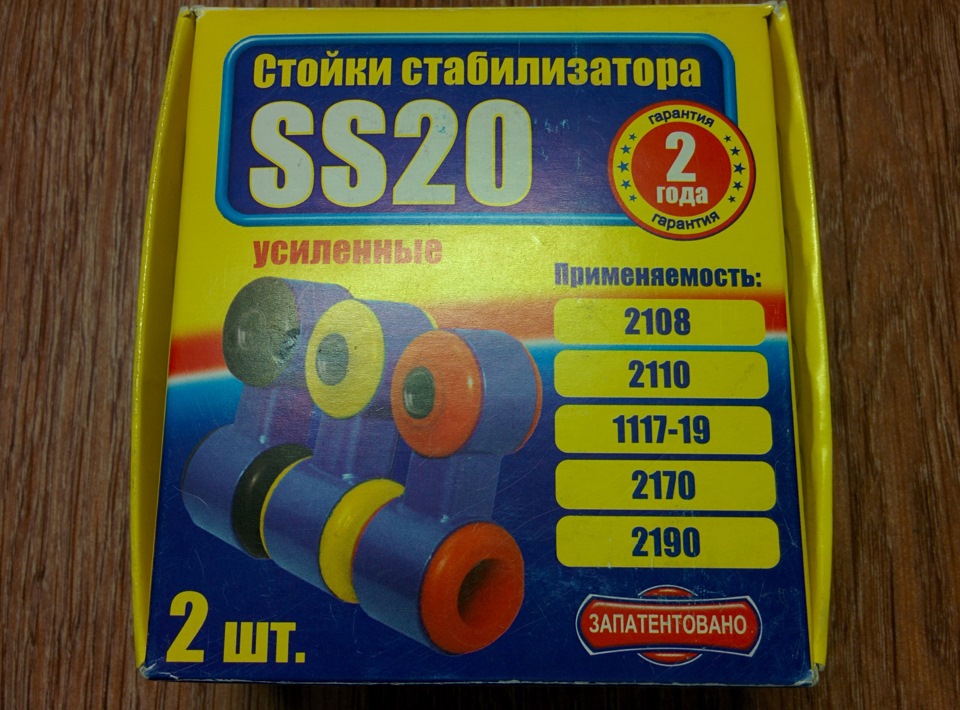 Стойки стабилизатора
SS20
гарантия
2
года
гарантия
усиленные
Применяемость:
2108
2110
1117-19
2170
2190
2 шт.
ЗАПАТЕНТОВАНО